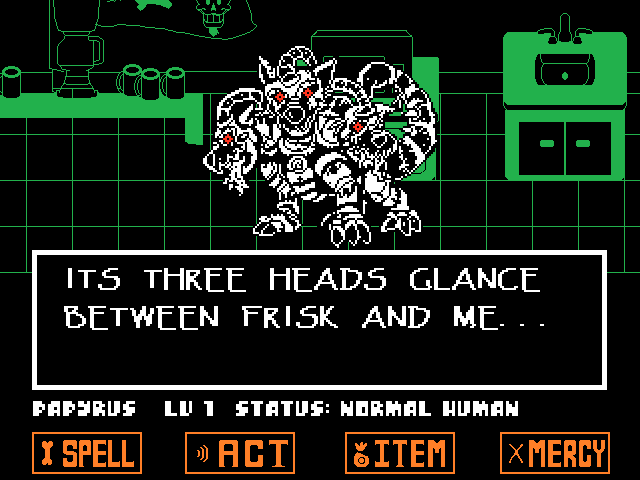 ITS THREE HEADS GLANCE
BETWEEN FRISK AND ME...
PAPYRUS LV 1 STATUS: NORMAL HUMAN
SPELL ACT ITEM MERCY